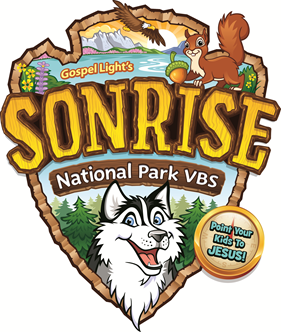 Gospel Light's
SONRISE
National Park VBS
Point Your
Kids To
JESUS!